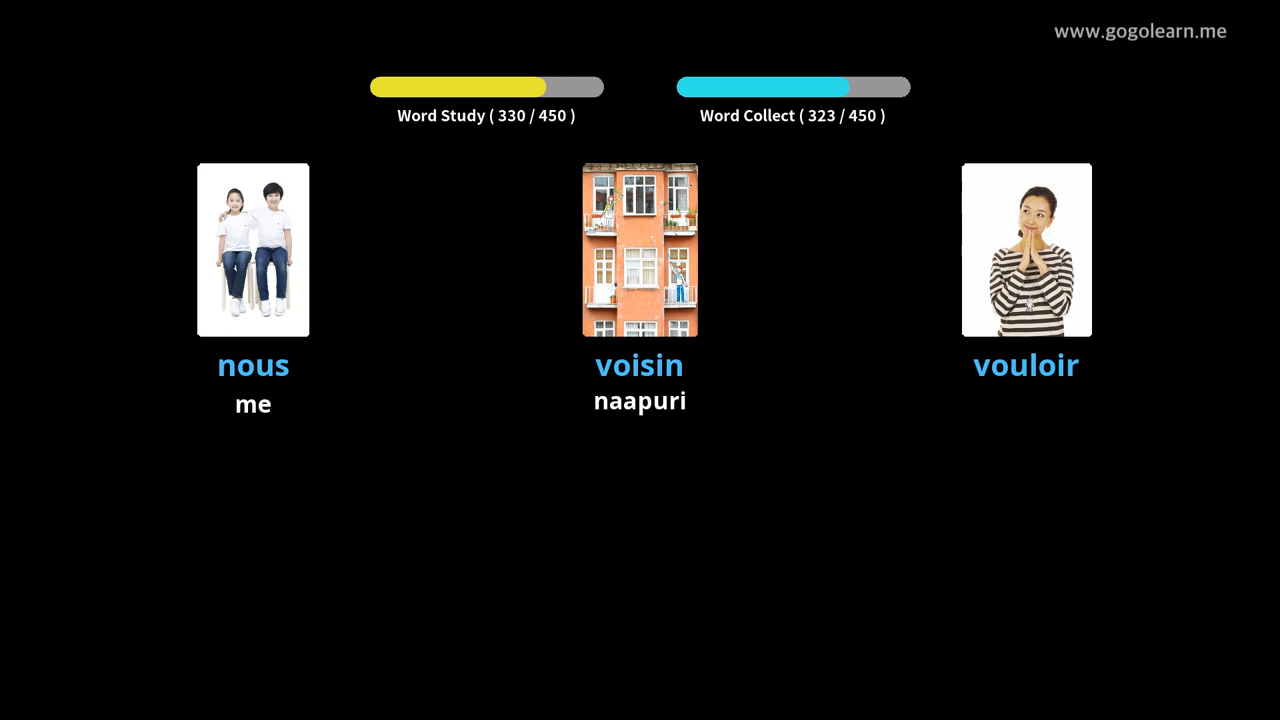 www.gogolearn.me
Word Study ( 330 / 450 )
Word Collect ( 323 / 450 )
nous
voisin
vouloir
me
naapuri